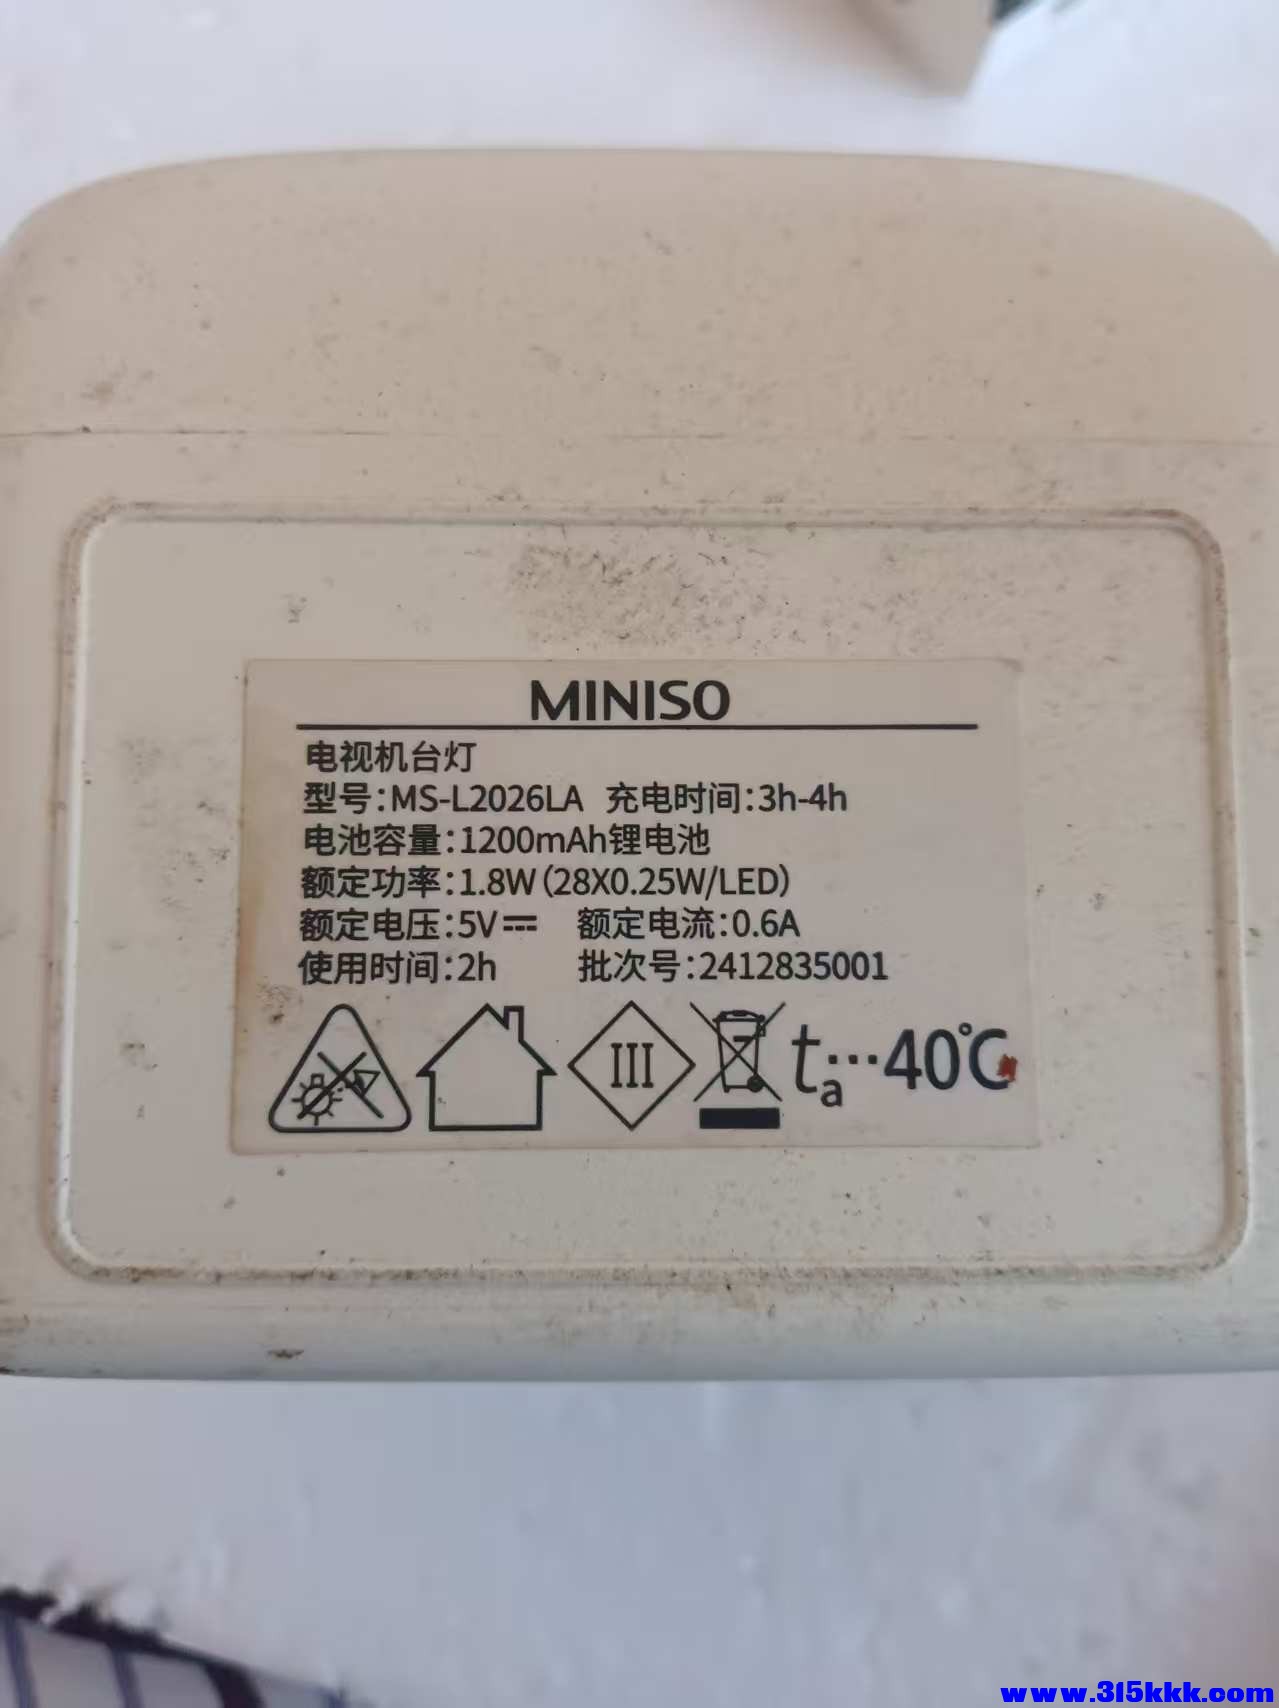 MINISO
电视机台灯
型号:MS-L2026LA 充电时间:3h-4h
电池容量:1200mAh锂电池
额定功率:1.8W(28X0.25W/LED)
额定电压:5V⎓ 额定电流:0.6A
使用时间:2h 批次号:2412835001
III ta…40℃
www.315kkk.com